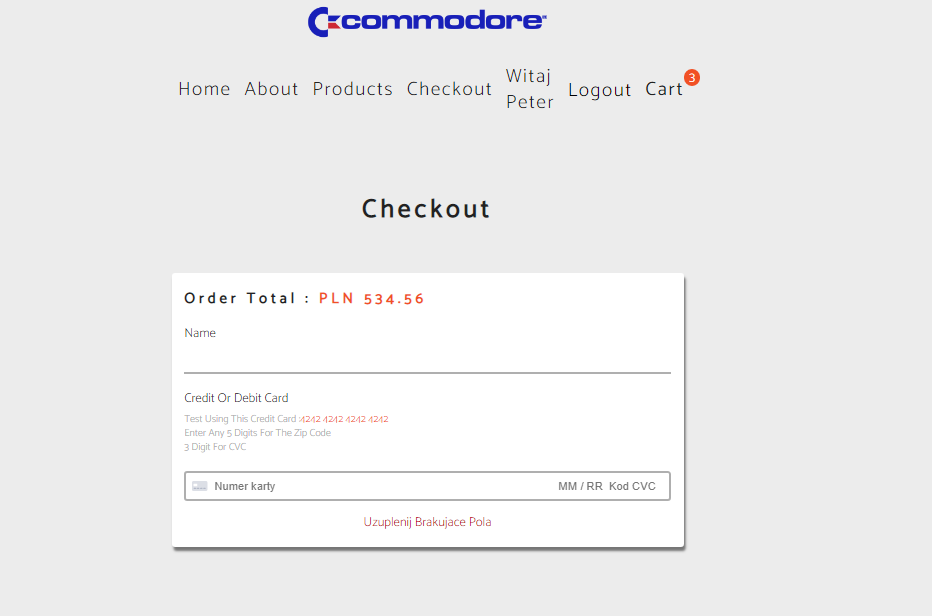 commodore
Home About Products Checkout Witaj Peter Logout Cart 3
Checkout
Order Total : PLN 534.56
Name
Credit Or Debit Card
Test Using This Credit Card :4242 4242 4242 4242
Enter Any 5 Digits For The Zip Code
3 Digit For CVC
Numer karty MM / RR Kod CVC
Uzuplenij Brakujace Pola